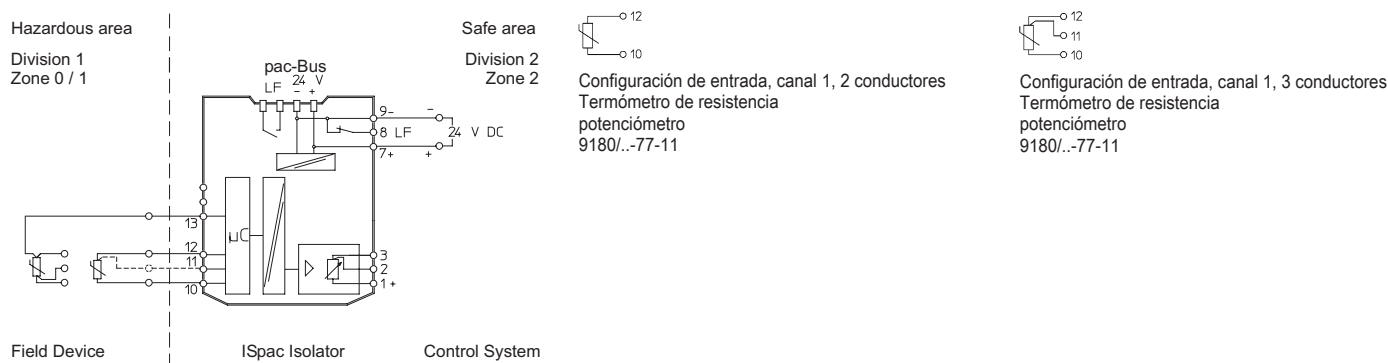 Hazardous area
Safe area
Division 1
Zone 0 / 1
Division 2
Zone 2
pac-Bus
LF 24 V
- +
9-
8 LF
7+
-
24 V DC
+
13
12
11
10
3
2
1+
Field Device
ISpac Isolator
Control System
12
10
Configuración de entrada, canal 1, 2 conductores
Termómetro de resistencia
potenciómetro
9180/..-77-11
12
11
10
Configuración de entrada, canal 1, 3 conductores
Termómetro de resistencia
potenciómetro
9180/..-77-11